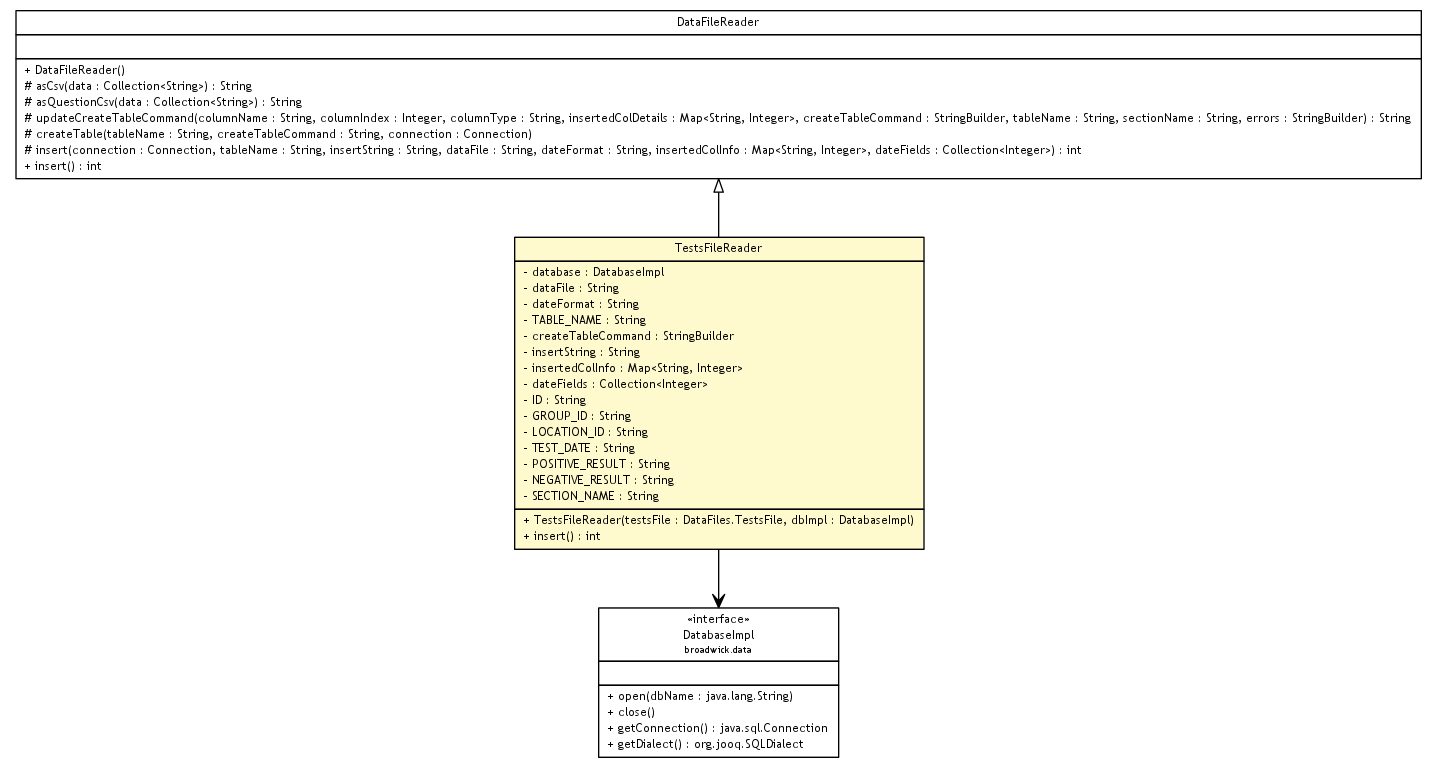 DataFileReader
+ DataFileReader()
# asCsv(data : Collection<String>) : String
# asQuestionCsv(data : Collection<String>) : String
# updateCreateTableCommand(columnName : String, columnIndex : Integer, columnType : String, insertedColDetails : Map<String, Integer>, createTableCommand : StringBuilder, tableName : String, sectionName : String, errors : StringBuilder) : String
# createTable(tableName : String, createTableCommand : String, connection : Connection)
# insert(connection : Connection, tableName : String, insertString : String, dataFile : String, dateFormat : String, insertedColInfo : Map<String, Integer>, dateFields : Collection<Integer>) : int
+ insert() : int
TestsFileReader
- database : DatabaseImpl
- dataFile : String
- dateFormat : String
- TABLE_NAME : String
- createTableCommand : StringBuilder
- insertString : String
- insertedColInfo : Map<String, Integer>
- dateFields : Collection<Integer>
- ID : String
- GROUP_ID : String
- LOCATION_ID : String
- TEST_DATE : String
- POSITIVE_RESULT : String
- NEGATIVE_RESULT : String
- SECTION_NAME : String
+ TestsFileReader(testsFile : DataFiles.TestsFile, dbImpl : DatabaseImpl)
+ insert() : int
«interface»
DatabaseImpl
broadwick.data
+ open(dbName : java.lang.String)
+ close()
+ getConnection() : java.sql.Connection
+ getDialect() : org.jooq.SQLDialect